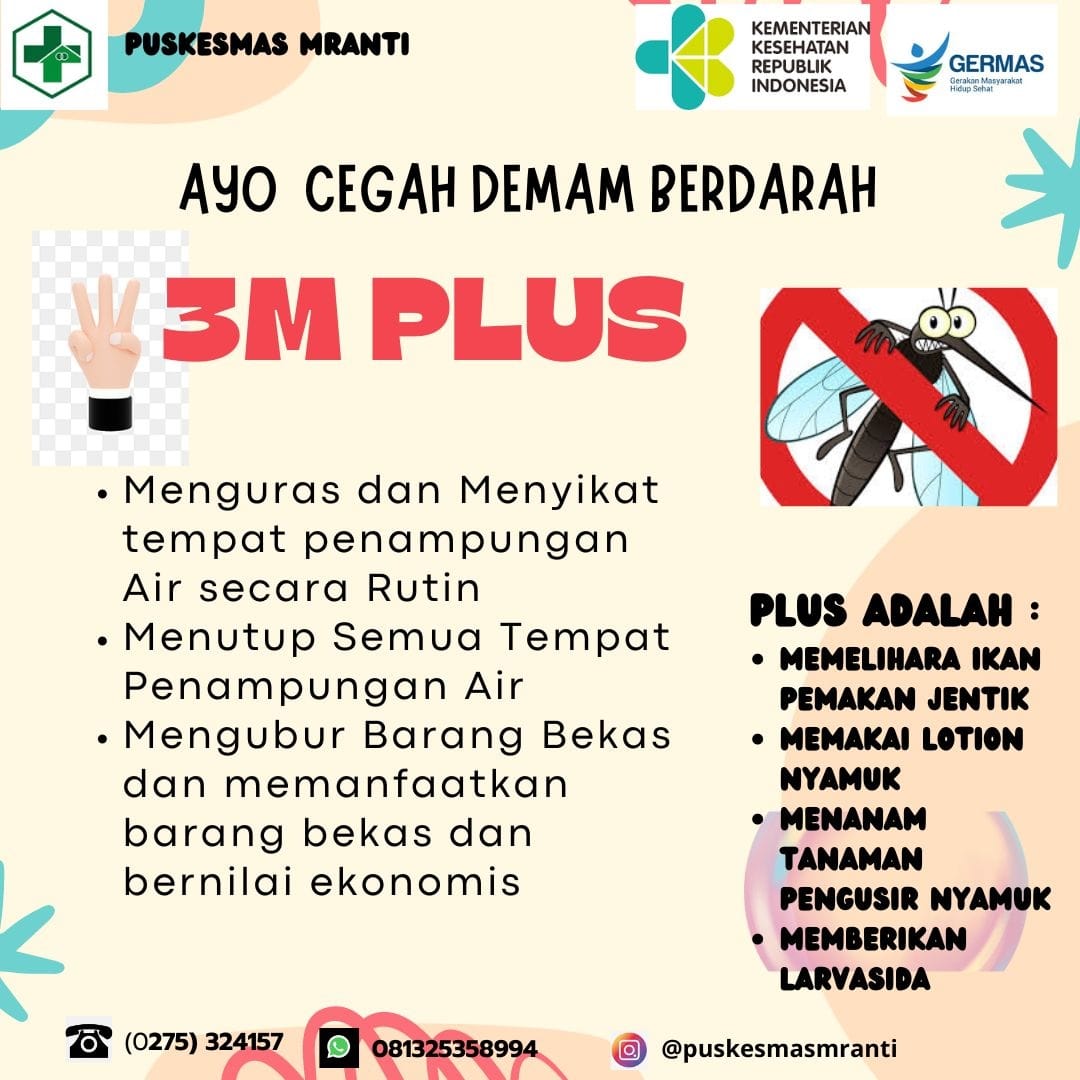 PUSKESMAS MRANTI
KEMENTERIAN
KESEHATAN
REPUBLIK
INDONESIA
GERMAS
Gerakan Masyarakat
Hidup Sehat
AYO CEGAH DEMAM BERDARAH
3M PLUS
• Menguras dan Menyikat
tempat penampungan
Air secara Rutin
• Menutup Semua Tempat
Penampungan Air
• Mengubur Barang Bekas
dan memanfaatkan
barang bekas dan
bernilai ekonomis
PLUS ADALAH :
• MEMELIHARA IKAN
PEMAKAN JENTIK
• MEMAKAI LOTION
NYAMUK
• MENANAM
TANAMAN
PENGUSIR NYAMUK
• MEMBERIKAN
LARVASIDA
(0275) 324157
081325358994
@puskesmasmranti